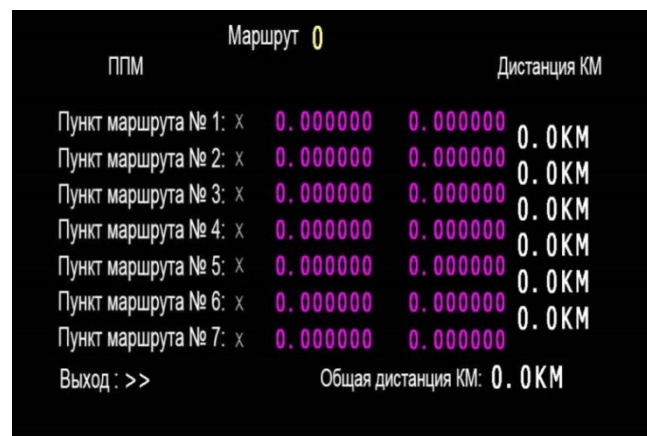 Маршрут 0
ППМ Дистанция КМ
Пункт маршрута № 1: X 0.000000 0.000000
0.0KM
Пункт маршрута № 2: X 0.000000 0.000000
0.0KM
Пункт маршрута № 3: X 0.000000 0.000000
0.0KM
Пункт маршрута № 4: X 0.000000 0.000000
0.0KM
Пункт маршрута № 5: X 0.000000 0.000000
0.0KM
Пункт маршрута № 6: X 0.000000 0.000000
0.0KM
Пункт маршрута № 7: X 0.000000 0.000000
Выход : >> Общая дистанция КМ: 0.0KM